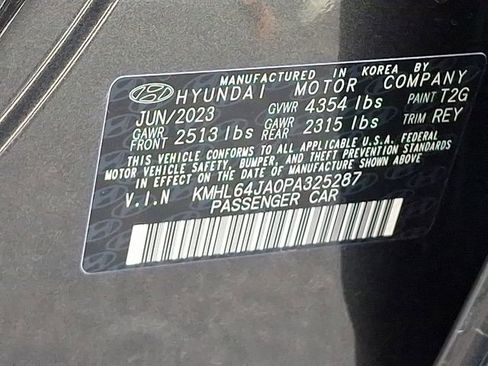 MANUFACTURED IN KOREA BY
HYUNDAI MOTOR COMPANY
JUN/2023 GVWR 4354 lbs PAINT T2G
GAWR FRONT 2513 lbs GAWR REAR 2315 lbs TRIM REY
THIS VEHICLE CONFORMS TO ALL APPLICABLE U.S.A. FEDERAL
MOTOR VEHICLE SAFETY, BUMPER, AND THEFT PREVENTION STANDARDS
IN EFFECT ON THE DATE OF MANUFACTURE SHOWN ABOVE.
V.I.N KMHL64JA0PA325287
PASSENGER CAR